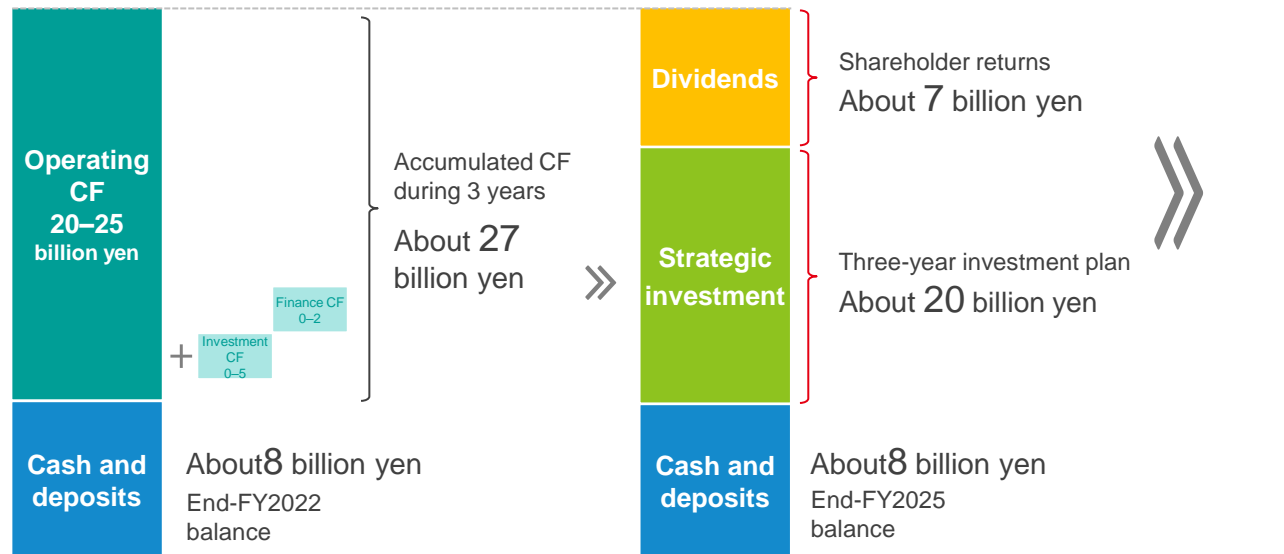 Operating
CF
20–25
billion yen
Finance CF
0–2
+
Investment
CF
0–5
Accumulated CF
during 3 years
About 27
billion yen
Cash and
deposits
About8 billion yen
End-FY2022
balance
Dividends
Shareholder returns
About 7 billion yen
Strategic
investment
Three-year investment plan
About 20 billion yen
Cash and
deposits
About8 billion yen
End-FY2025
balance